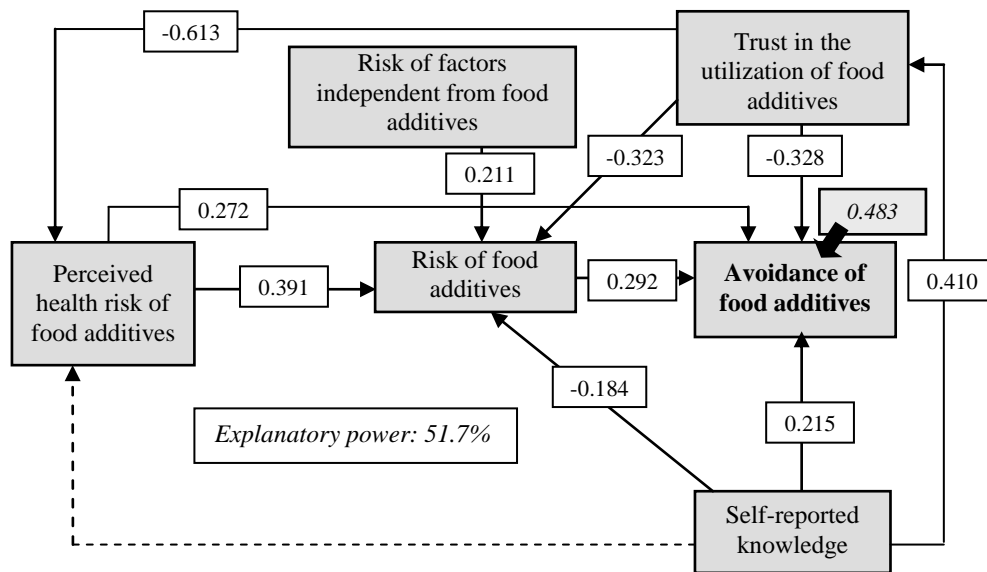 -0.613
Trust in the
utilization of food
additives
Risk of factors
independent from food
additives
-0.323
-0.328
0.211
0.272
0.483
Perceived
health risk of
food additives
0.391
Risk of food
additives
0.292
Avoidance of
food additives
0.410
-0.184
0.215
Explanatory power: 51.7%
Self-reported
knowledge